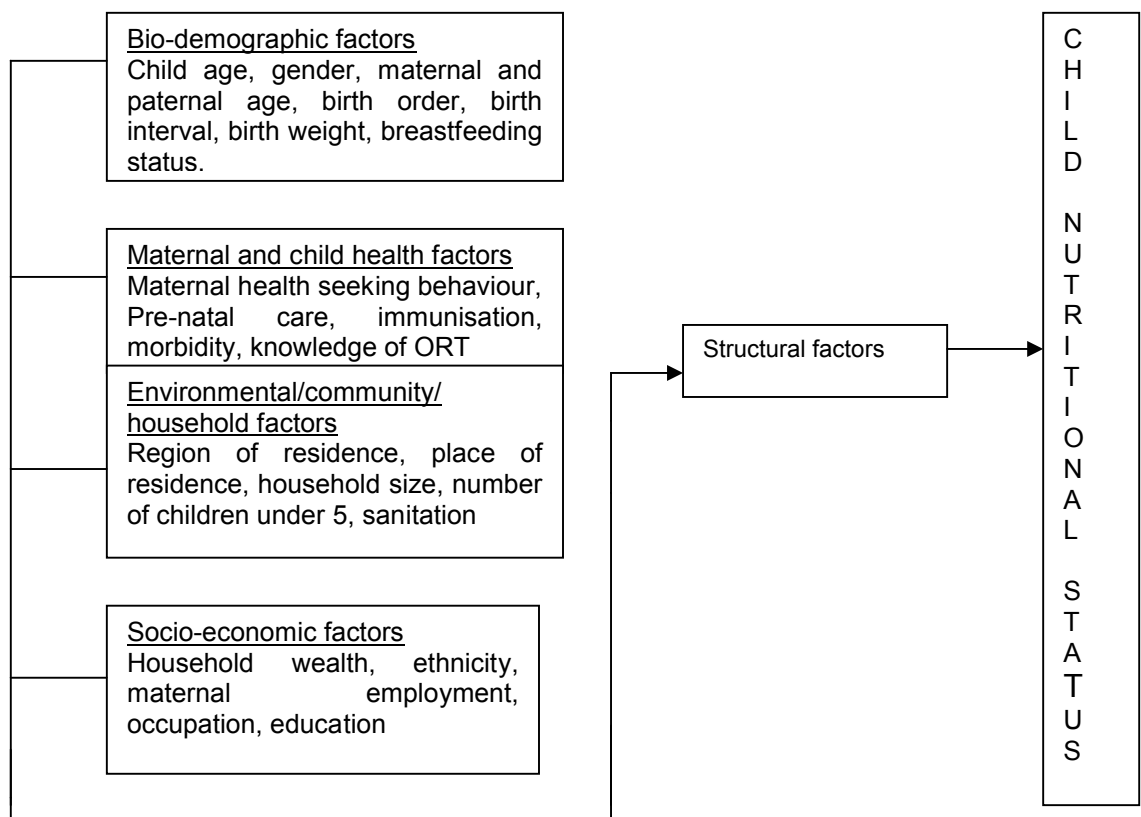 Bio-demographic factors
Child age, gender, maternal and
paternal age, birth order, birth
interval, birth weight, breastfeeding
status.
Maternal and child health factors
Maternal health seeking behaviour,
Pre-natal care, immunisation,
morbidity, knowledge of ORT
Environmental/community/
household factors
Region of residence, place of
residence, household size, number
of children under 5, sanitation
Socio-economic factors
Household wealth, ethnicity,
maternal employment,
occupation, education
Structural factors
C
H
I
L
D
N
U
T
R
I
T
I
O
N
A
L
S
T
A
T
U
S